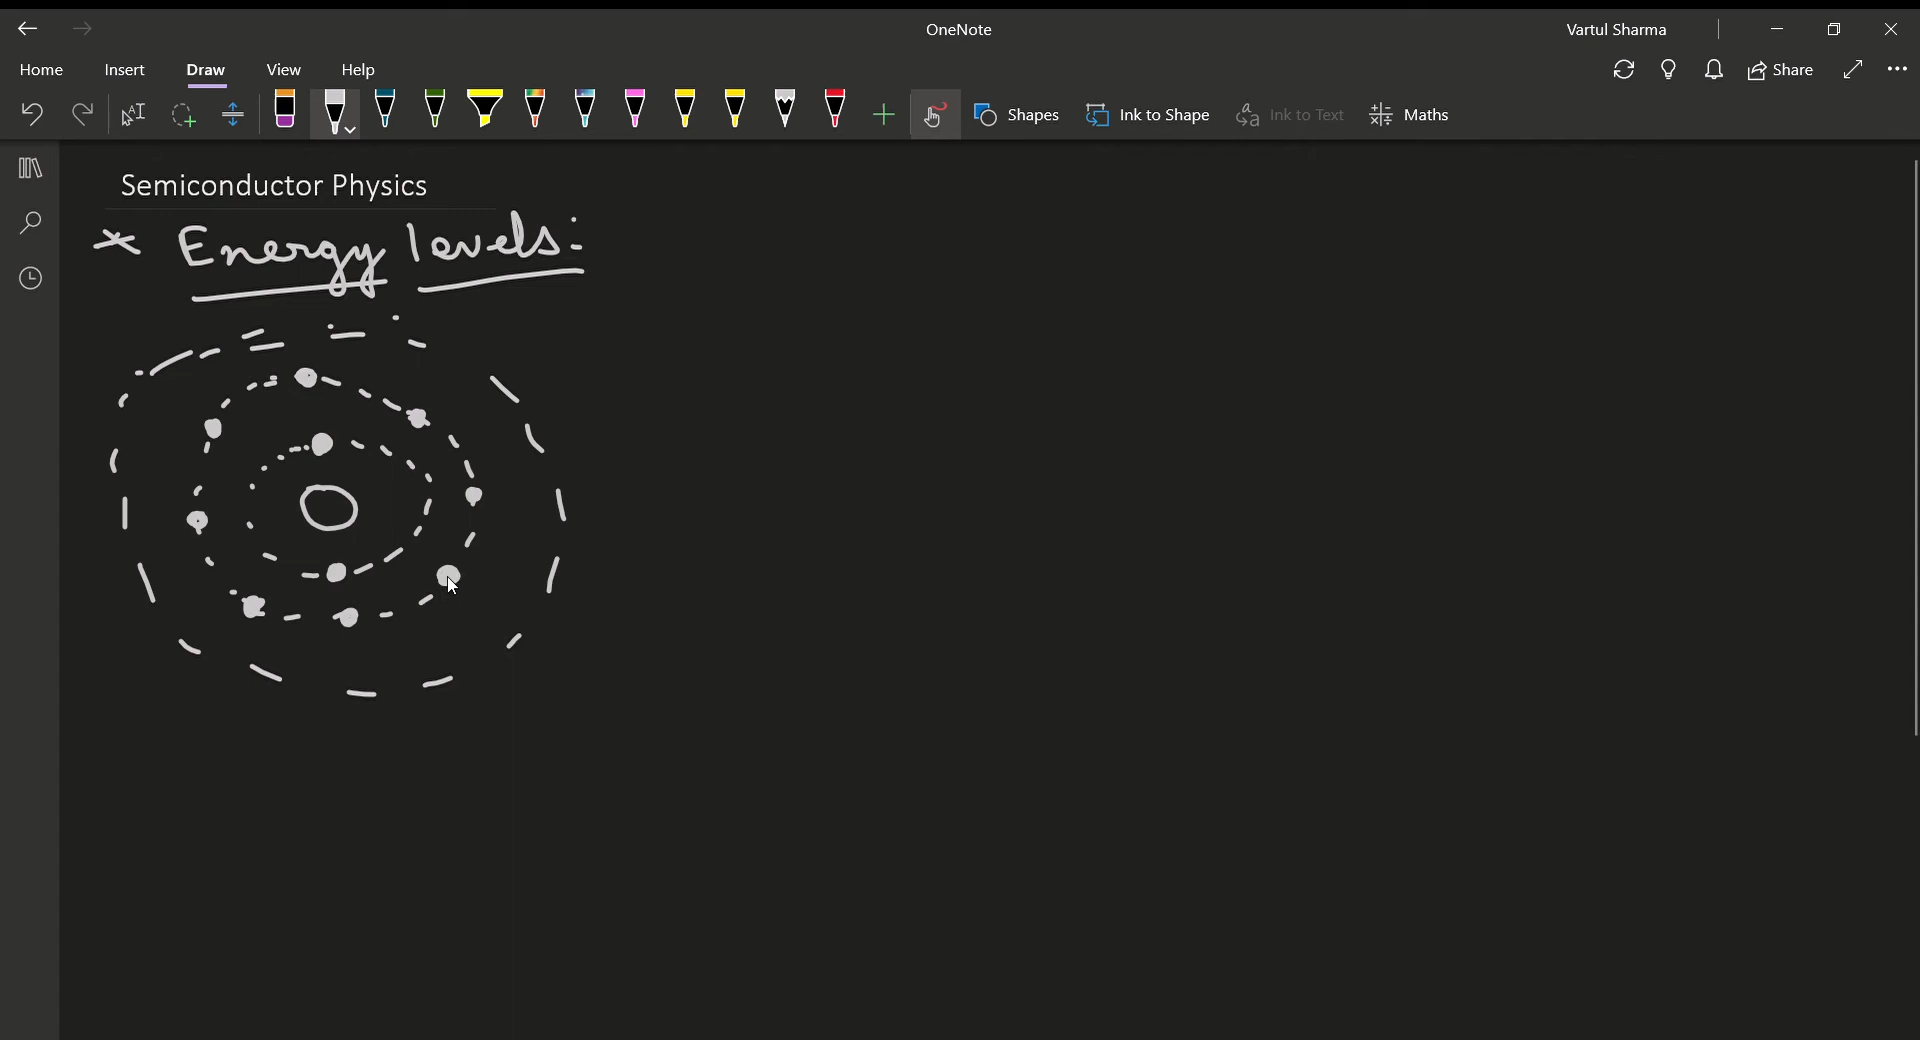 OneNote
Vartul Sharma
Home Insert Draw View Help
Share
Shapes Ink to Shape Ink to Text Maths
Semiconductor Physics
* Energy levels: